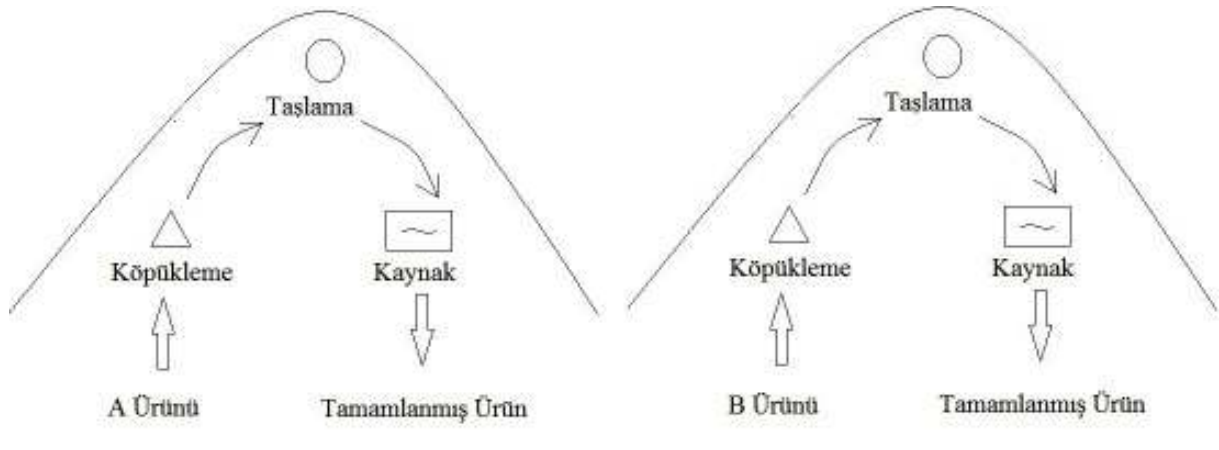 Taşlama
Köpükleme
Kaynak
A Ürünü
Tamamlanmış Ürün
Taşlama
Köpükleme
Kaynak
B Ürünü
Tamamlanmış Ürün